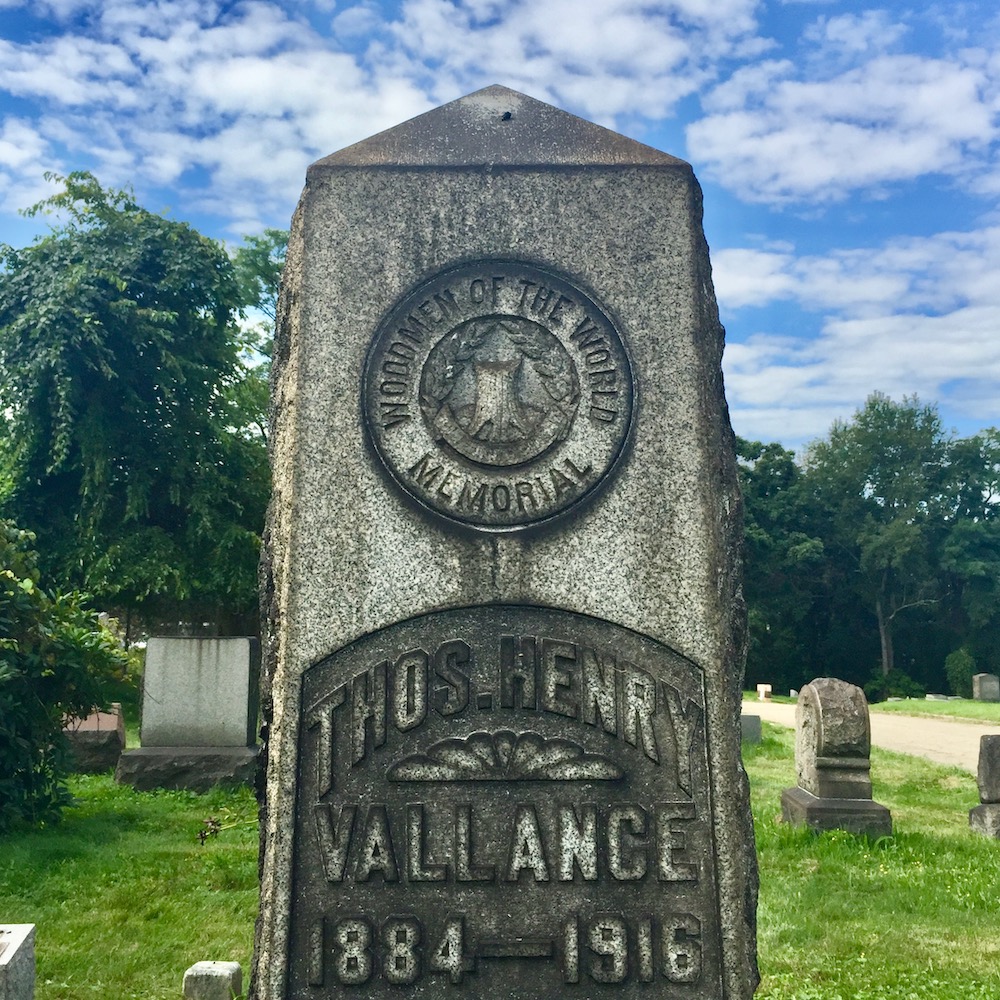 WOODMEN OF THE WORLD
MEMORIAL
THOS. HENRY
VALLANCE
1884—1916